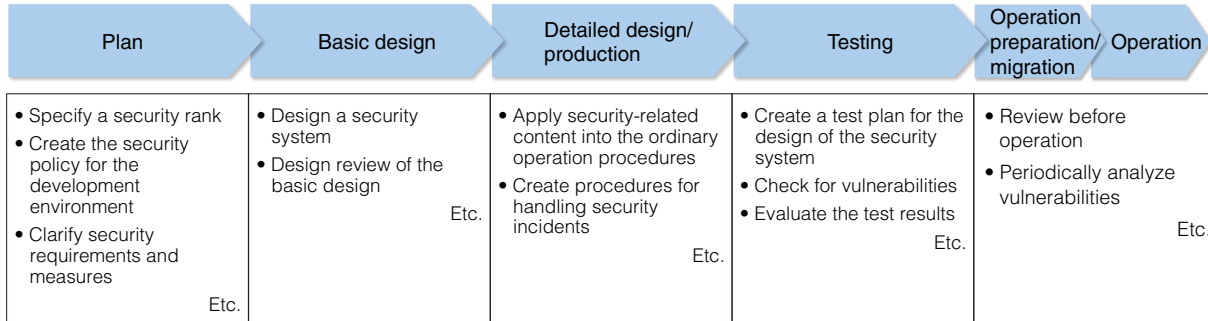 Plan
Basic design
Detailed design/
production
Testing
Operation
preparation/
migration
Operation
• Specify a security rank
• Create the security
policy for the
development
environment
• Clarify security
requirements and
measures
Etc.
• Design a security
system
• Design review of the
basic design
Etc.
• Apply security-related
content into the ordinary
operation procedures
• Create procedures for
handling security
incidents
Etc.
• Create a test plan for the
design of the security
system
• Check for vulnerabilities
• Evaluate the test results
Etc.
• Review before
operation
• Periodically analyze
vulnerabilities
Etc.